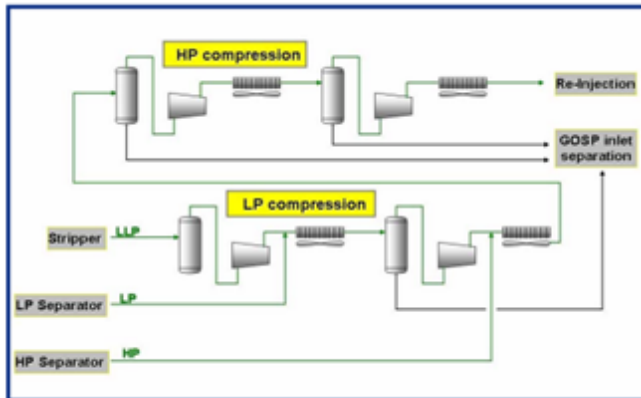 HP compression
Re-Injection
GOSP inlet
separation
LP compression
Stripper
LLP
LP Separator
LP
HP Separator
HP